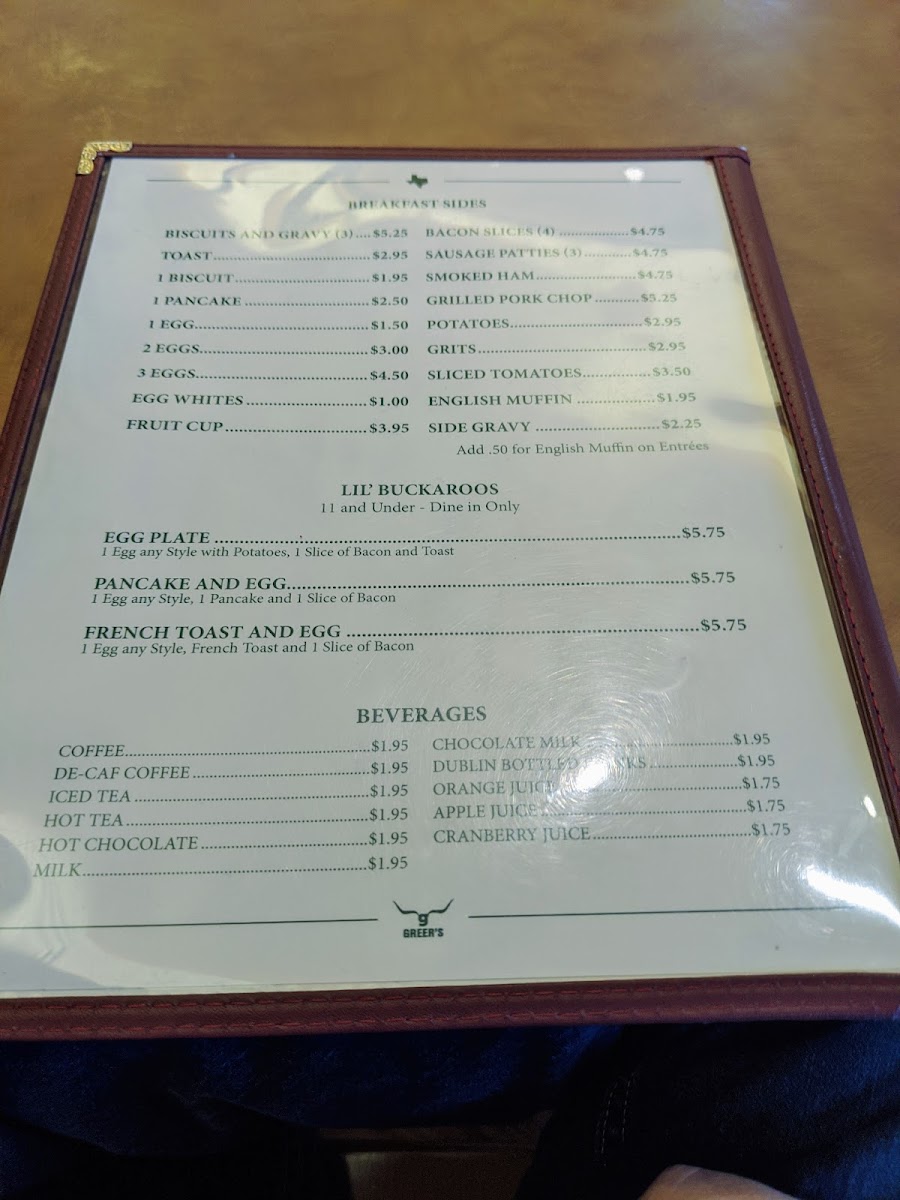 BREAKFAST SIDES
BISCUITS AND GRAVY (3)....$5.25
TOAST.......................................$2.95
1 BISCUIT..................................$1.95
1 PANCAKE...............................$2.50
1 EGG..........................................$1.50
2 EGGS........................................$3.00
3 EGGS.........................................$4.50
EGG WHITES..............................$1.00
FRUIT CUP.................................$3.95
BACON SLICES (4)......................$4.75
SAUSAGE PATTIES (3)............$4.75
SMOKED HAM.........................$4.75
GRILLED PORK CHOP...........$5.25
POTATOES................................$2.95
GRITS.........................................$2.95
SLICED TOMATOES................$3.50
ENGLISH MUFFIN..................$1.95
SIDE GRAVY.............................$2.25
Add .50 for English Muffin on Entrées
LIL' BUCKAROOS
11 and Under - Dine in Only
EGG PLATE....................................................................................$5.75
1 Egg any Style with Potatoes, 1 Slice of Bacon and Toast
PANCAKE AND EGG.........................................................................$5.75
1 Egg any Style, 1 Pancake and 1 Slice of Bacon
FRENCH TOAST AND EGG................................................................$5.75
1 Egg any Style, French Toast and 1 Slice of Bacon
BEVERAGES
COFFEE...................................................$1.95
DE-CAF COFFEE.....................................$1.95
ICED TEA.................................................$1.95
HOT TEA...................................................$1.95
HOT CHOCOLATE...................................$1.95
MILK...........................................................$1.95
CHOCOLATE MILK..............................$1.95
DUBLIN BOTTLED DRINKS..................$1.95
ORANGE JUICE.....................................$1.75
APPLE JUICE..........................................$1.75
CRANBERRY JUICE................................$1.75
g
GREER'S